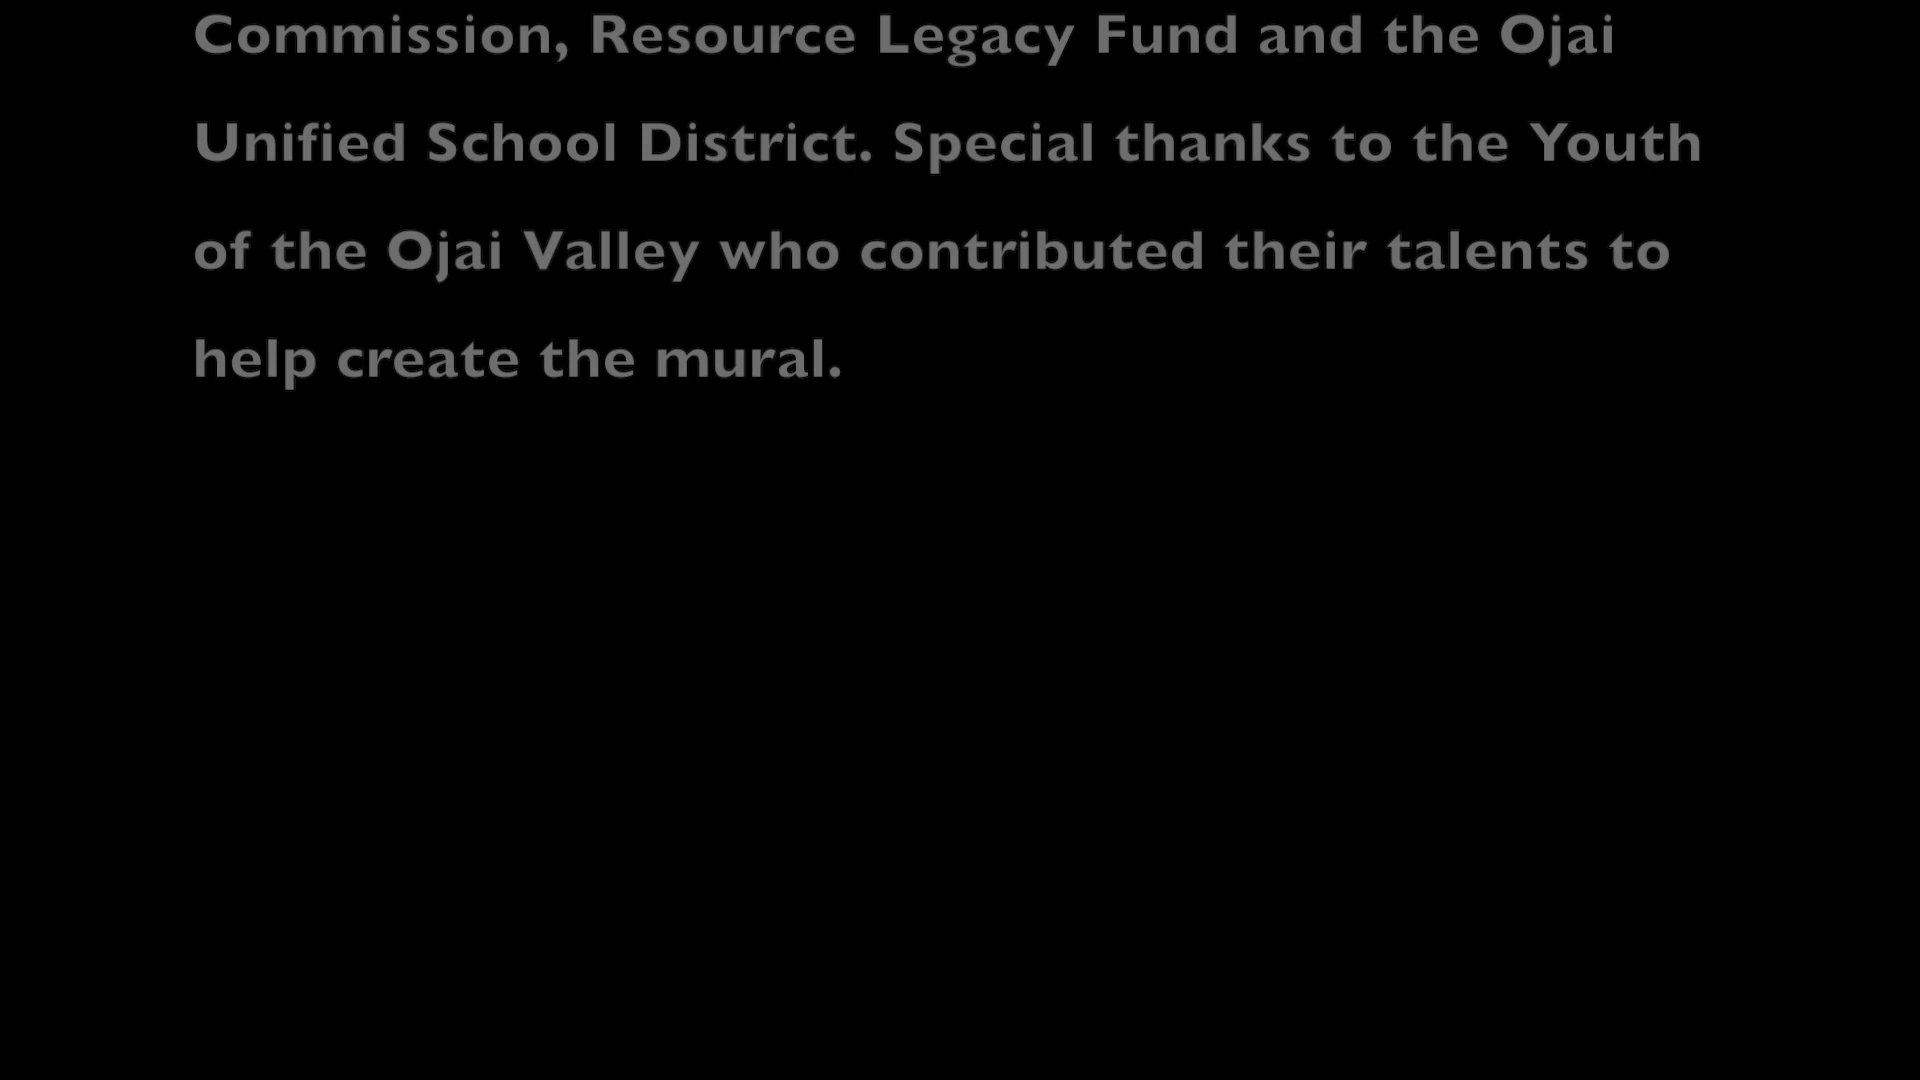 Commission, Resource Legacy Fund and the Ojai
Unified School District. Special thanks to the Youth
of the Ojai Valley who contributed their talents to
help create the mural.